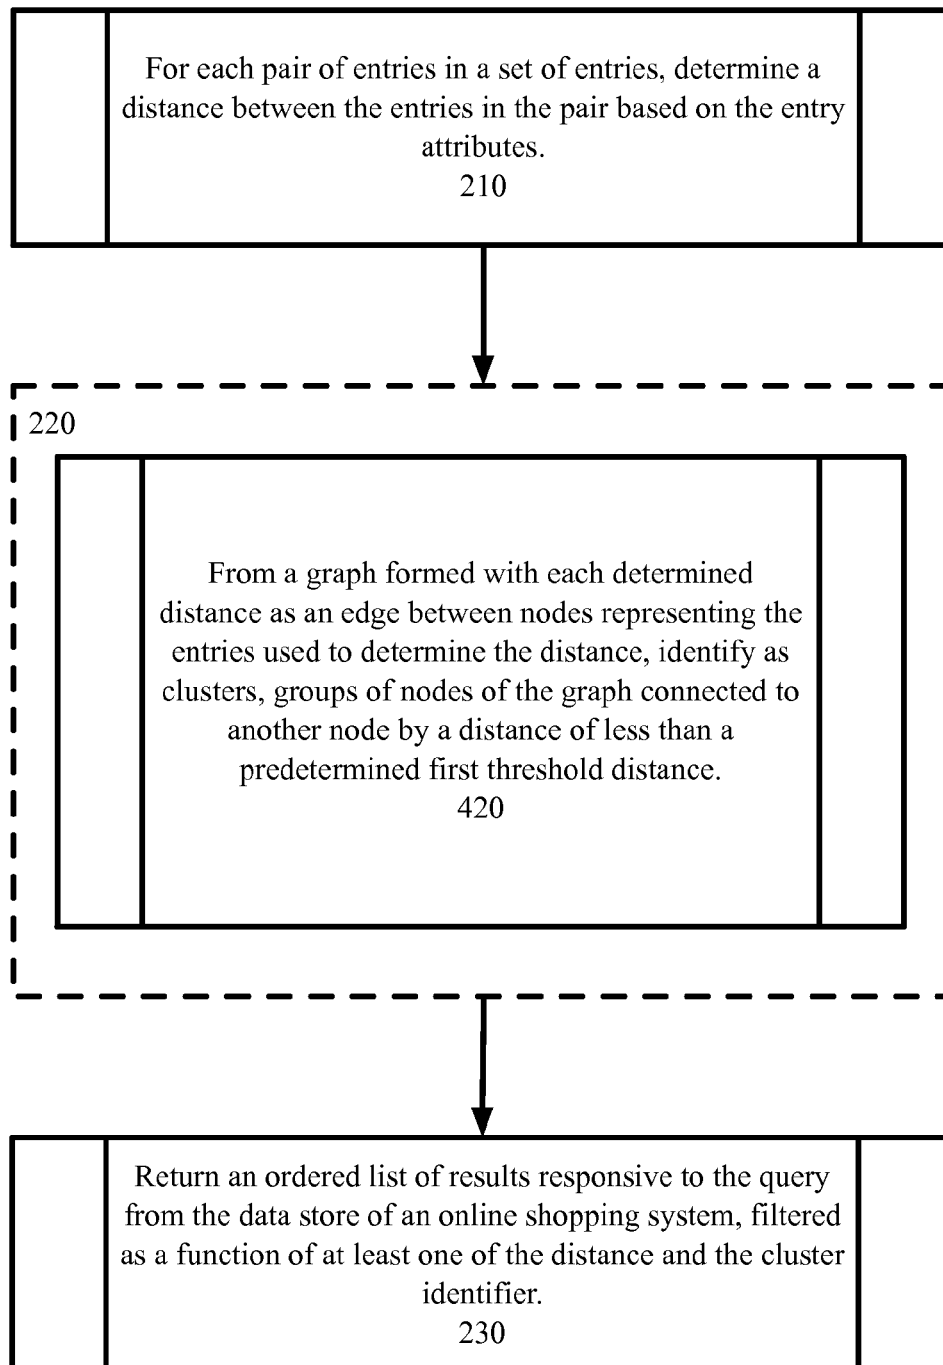 For each pair of entries in a set of entries, determine a
distance between the entries in the pair based on the entry
attributes.
210
220
From a graph formed with each determined
distance as an edge between nodes representing the
entries used to determine the distance, identify as
clusters, groups of nodes of the graph connected to
another node by a distance of less than a
predetermined first threshold distance.
420
Return an ordered list of results responsive to the query
from the data store of an online shopping system, filtered
as a function of at least one of the distance and the cluster
identifier.
230